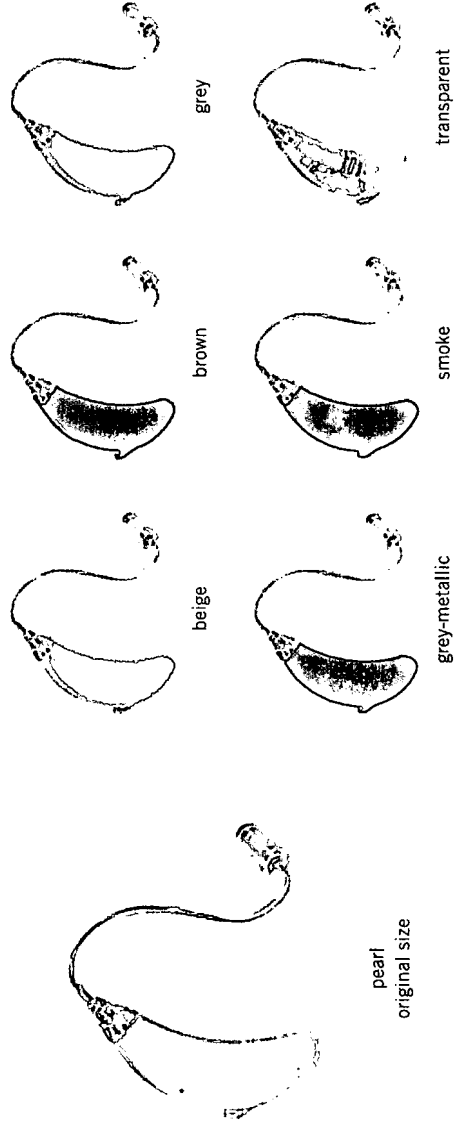 pearl
original size
beige
brown
grey
grey-metallic
smoke
transparent